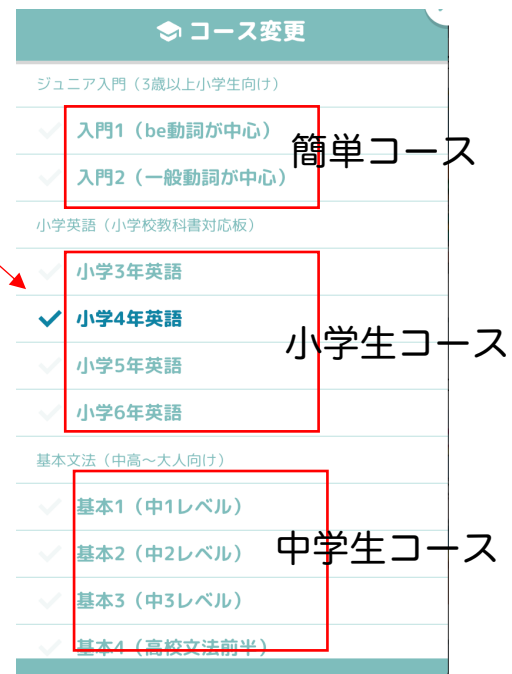 コース変更
ジュニア入門（3歳以上小学生向け）
入門1（be動詞が中心）
簡単コース
入門2（一般動詞が中心）
小学英語（小学校教科書対応板）
小学3年英語
小学4年英語
小学生コース
小学5年英語
小学6年英語
基本文法（中高～大人向け）
基本1（中1レベル）
基本2（中2レベル）
中学生コース
基本3（中3レベル）
基本4（高校文法前半）